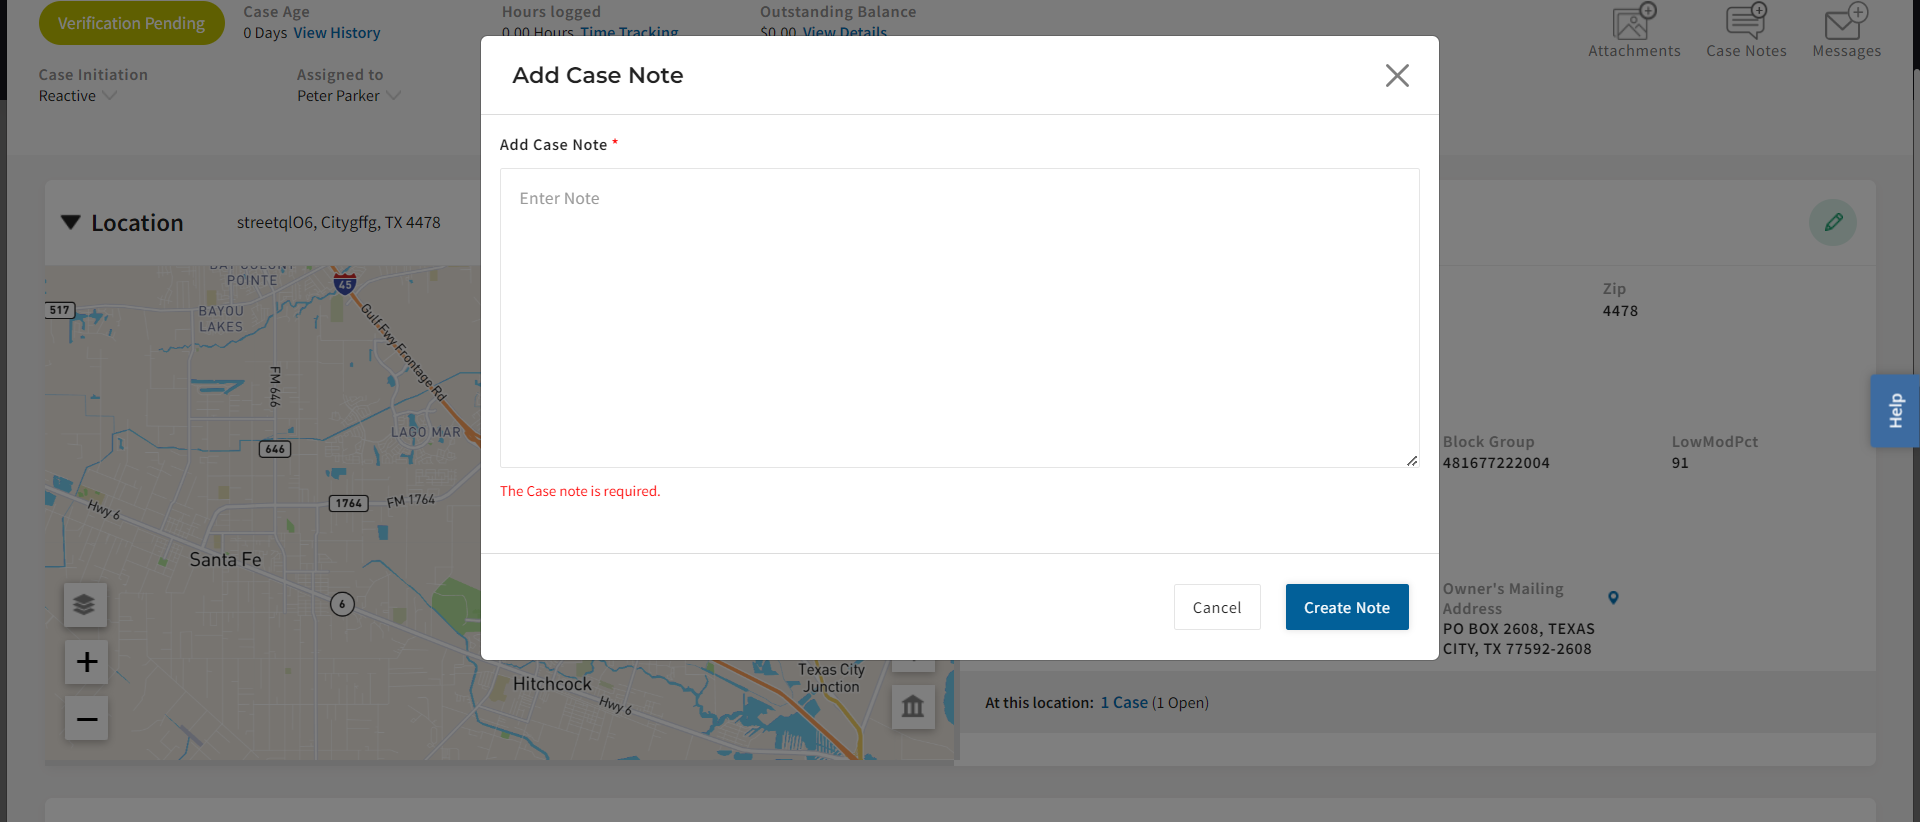 Verification Pending
Case Age
0 Days View History
Hours logged
0.00 Hours Time Tracking
Outstanding Balance
$0.00 View Details
Attachments
Case Notes
Messages
Case Initiation
Reactive
Assigned to
Peter Parker
Add Case Note
Add Case Note *
Enter Note
The Case note is required.
Cancel
Create Note
Location
streetqlO6, Citygffg, TX 4478
POINTE
45
517
BAYOU
LAKES
Gulf Fwy Frontage Rd
FM 646
LAGO MAR
646
1764
FM 1764
Hwy 6
Santa Fe
6
Hitchcock
Hwy 6
Texas City
Junction
Zip
4478
Help
Block Group
481677222004
LowModPct
91
Owner's Mailing
Address
PO BOX 2608, TEXAS
CITY, TX 77592-2608
At this location: 1 Case (1 Open)